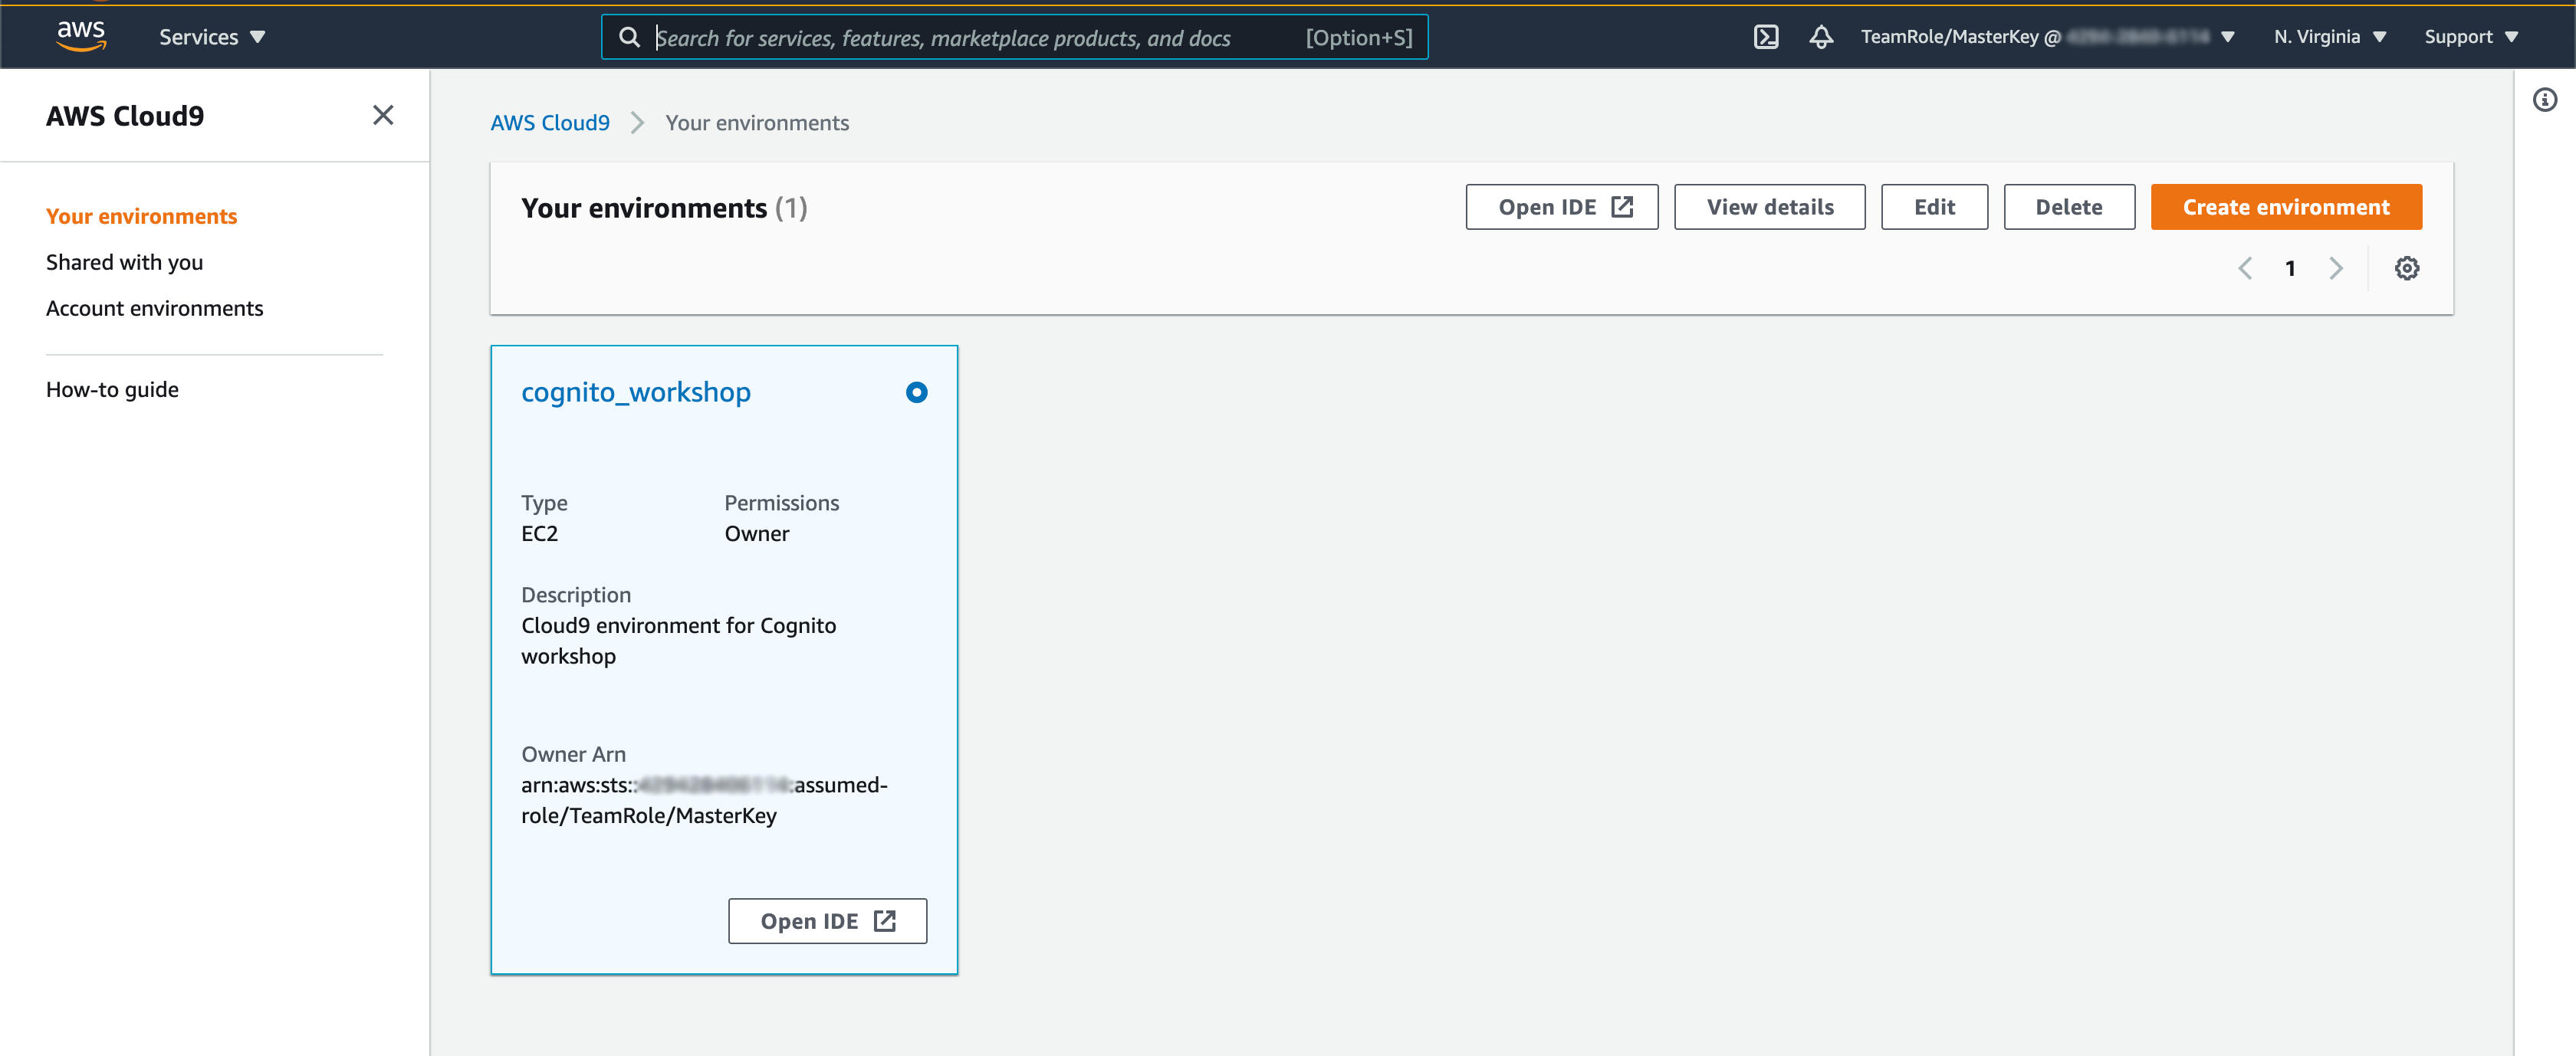 aws
Services
Search for services, features, marketplace products, and docs
[Option+S]
TeamRole/MasterKey @
N. Virginia
Support
AWS Cloud9
Your environments
Shared with you
Account environments
How-to guide
AWS Cloud9 > Your environments
Your environments (1)
Open IDE
View details
Edit
Delete
Create environment
1
cognito_workshop
Type
EC2
Permissions
Owner
Description
Cloud9 environment for Cognito
workshop
Owner Arn
arn:aws:sts:: :assumed-
role/TeamRole/MasterKey
Open IDE